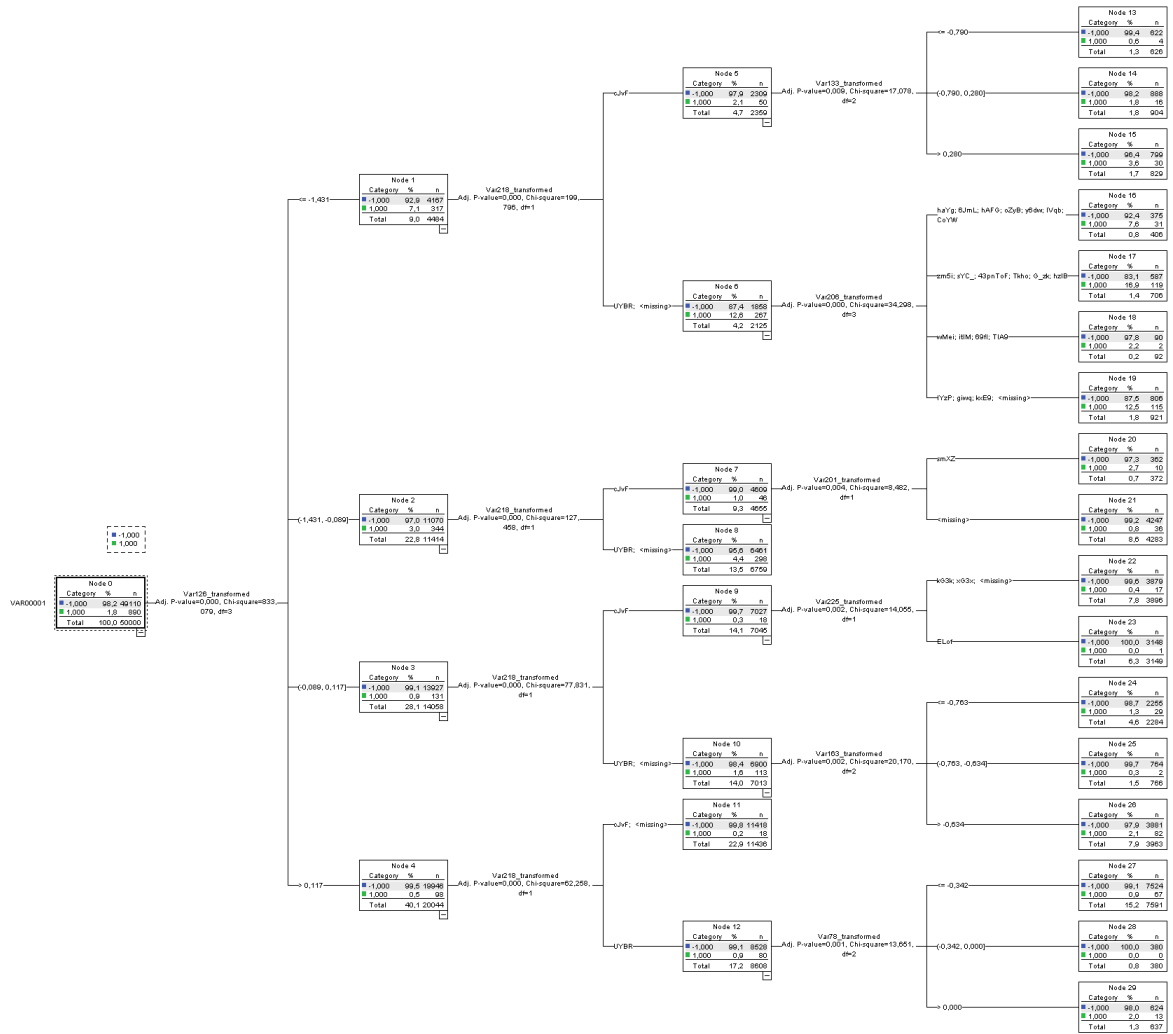 -1,000
1,000
VAR00001
Node 0
Category % n
-1,000 98,2 49110
1,000 1,8 890
Total 100,0 50000
Var126_transformed
Adj. P-value=0,000, Chi-square=833,
079, df=3
<= -1,431
(-1,431, -0,089]
(-0,089, 0,117]
> 0,117
Node 1
Category % n
-1,000 92,9 4167
1,000 7,1 317
Total 9,0 4484
Var218_transformed
Adj. P-value=0,000, Chi-square=199,
796, df=1
Node 2
Category % n
-1,000 97,0 11070
1,000 3,0 344
Total 22,8 11414
Var218_transformed
Adj. P-value=0,000, Chi-square=127,
458, df=1
Node 3
Category % n
-1,000 99,1 13927
1,000 0,9 131
Total 28,1 14058
Var218_transformed
Adj. P-value=0,000, Chi-square=77,831,
df=1
Node 4
Category % n
-1,000 99,5 19946
1,000 0,5 98
Total 40,1 20044
Var218_transformed
Adj. P-value=0,000, Chi-square=62,258,
df=1
cJvF
Node 5
Category % n
-1,000 97,9 2309
1,000 2,1 50
Total 4,7 2359
Var133_transformed
Adj. P-value=0,009, Chi-square=17,078,
df=2
UYBR; <missing>
Node 6
Category % n
-1,000 87,4 1858
1,000 12,6 267
Total 4,2 2125
Var206_transformed
Adj. P-value=0,000, Chi-square=34,298,
df=3
cJvF
Node 7
Category % n
-1,000 99,0 4609
1,000 1,0 46
Total 9,3 4655
Var201_transformed
Adj. P-value=0,004, Chi-square=8,482,
df=1
UYBR; <missing>
Node 8
Category % n
-1,000 95,6 6461
1,000 4,4 298
Total 13,5 6759
cJvF
Node 9
Category % n
-1,000 99,7 7027
1,000 0,3 18
Total 14,1 7045
Var225_transformed
Adj. P-value=0,002, Chi-square=14,055,
df=1
UYBR; <missing>
Node 10
Category % n
-1,000 98,4 6900
1,000 1,6 113
Total 14,0 7013
Var163_transformed
Adj. P-value=0,002, Chi-square=20,170,
df=2
cJvF; <missing>
Node 11
Category % n
-1,000 99,8 11418
1,000 0,2 18
Total 22,9 11436
UYBR
Node 12
Category % n
-1,000 99,1 8528
1,000 0,9 80
Total 17,2 8608
Var78_transformed
Adj. P-value=0,001, Chi-square=13,651,
df=2
<= -0,790
Node 13
Category % n
-1,000 99,4 622
1,000 0,6 4
Total 1,3 626
(-0,790, 0,280]
Node 14
Category % n
-1,000 98,2 888
1,000 1,8 16
Total 1,8 904
> 0,280
Node 15
Category % n
-1,000 96,4 799
1,000 3,6 30
Total 1,7 829
haYg; 6JmL; hAFG; oZyB; y6dw; IVqb;
CoYW
Node 16
Category % n
-1,000 92,4 375
1,000 7,6 31
Total 0,8 406
zm5i; sYC_; 43pnToF; Tkho; G_zk; hzlB
Node 17
Category % n
-1,000 83,1 587
1,000 16,9 119
Total 1,4 706
wMei; itIM; 69fI; TIA9
Node 18
Category % n
-1,000 97,8 90
1,000 2,2 2
Total 0,2 92
IYzP; giwq; kxE9; <missing>
Node 19
Category % n
-1,000 87,5 806
1,000 12,5 115
Total 1,8 921
smXZ
Node 20
Category % n
-1,000 97,3 362
1,000 2,7 10
Total 0,7 372
<missing>
Node 21
Category % n
-1,000 99,2 4247
1,000 0,8 36
Total 8,6 4283
kG3k; xG3x; <missing>
Node 22
Category % n
-1,000 99,6 3879
1,000 0,4 17
Total 7,8 3896
ELof
Node 23
Category % n
-1,000 100,0 3148
1,000 0,0 1
Total 6,3 3149
<= -0,763
Node 24
Category % n
-1,000 98,7 2255
1,000 1,3 29
Total 4,6 2284
(-0,763, -0,634]
Node 25
Category % n
-1,000 99,7 764
1,000 0,3 2
Total 1,5 766
> -0,634
Node 26
Category % n
-1,000 97,9 3881
1,000 2,1 82
Total 7,9 3963
<= -0,342
Node 27
Category % n
-1,000 99,1 7524
1,000 0,9 67
Total 15,2 7591
(-0,342, 0,000]
Node 28
Category % n
-1,000 100,0 380
1,000 0,0 0
Total 0,8 380
> 0,000
Node 29
Category % n
-1,000 98,0 624
1,000 2,0 13
Total 1,3 637